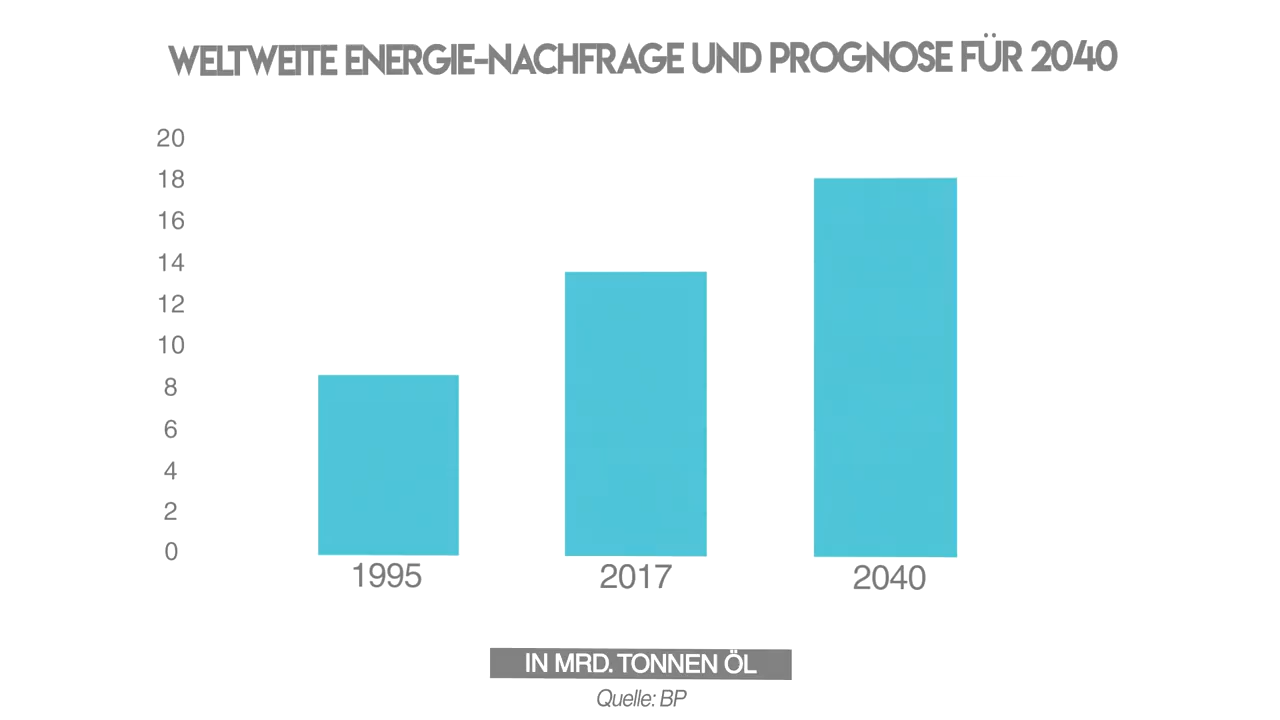 WELTWEITE ENERGIE-NACHFRAGE UND PROGNOSE FÜR 2040
20
18
16
14
12
10
8
6
4
2
0
1995 2017 2040
IN MRD. TONNEN ÖL
Quelle: BP